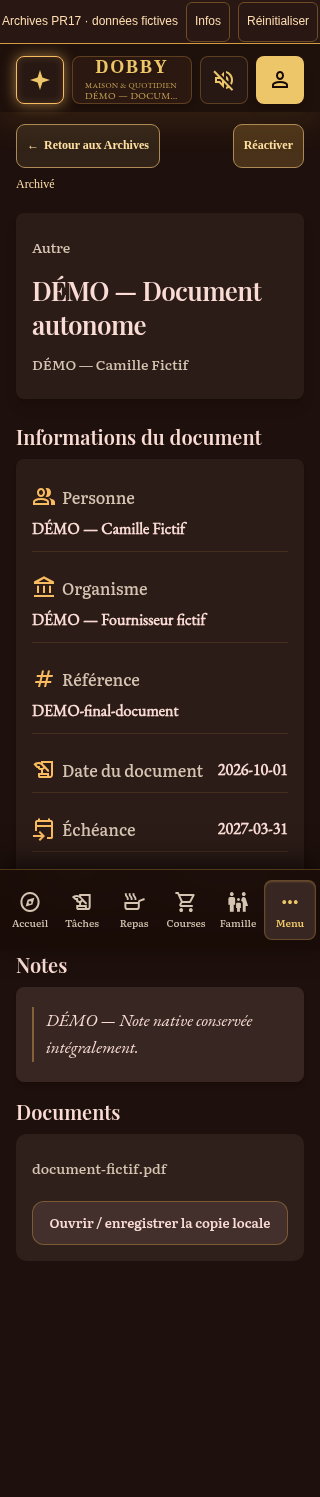 Archives PR17 · données fictives
Infos
Réinitialiser
DOBBY
MAISON & QUOTIDIEN
DÉMO — DOCUM...
← Retour aux Archives
Réactiver
Archivé
Autre
DÉMO — Document
autonome
DÉMO — Camille Fictif
Informations du document
Personne
DÉMO — Camille Fictif
Organisme
DÉMO — Fournisseur fictif
Référence
DEMO-final-document
Date du document 2026-10-01
Échéance 2027-03-31
Accueil
Tâches
Repas
Courses
Famille
Menu
Notes
DÉMO — Note native conservée
intégralement.
Documents
document-fictif.pdf
Ouvrir / enregistrer la copie locale